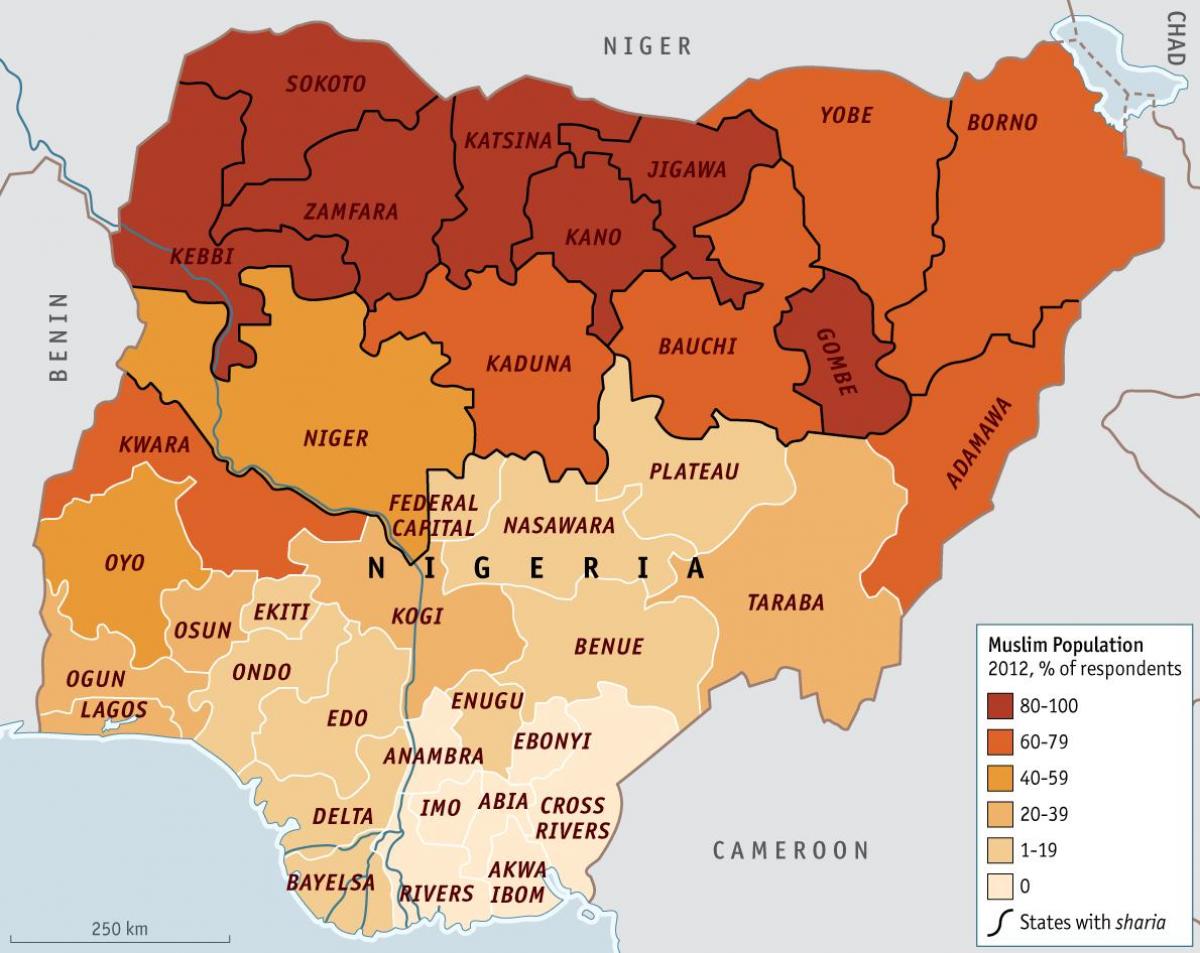 NIGER
CHAD
SOKOTO
YOBE
BORNO
KATSINA
JIGAWA
ZAMFARA
KANO
KEBBI
BENIN
BAUCHI
GOMBE
KADUNA
ADAMAWA
NIGER
KWARA
PLATEAU
FEDERAL
CAPITAL
NASAWARA
OYO
NIGERIA
TARABA
EKITI
KOGI
OSUN
BENUE
ONDO
OGUN
LAGOS
ENUGU
EDO
EBONYI
ANAMBRA
IMO
ABIA
CROSS
RIVERS
DELTA
CAMEROON
AKWA
IBOM
BAYELSA
RIVERS
250 km
Muslim Population
2012, % of respondents
80-100
60-79
40-59
20-39
1-19
0
States with sharia